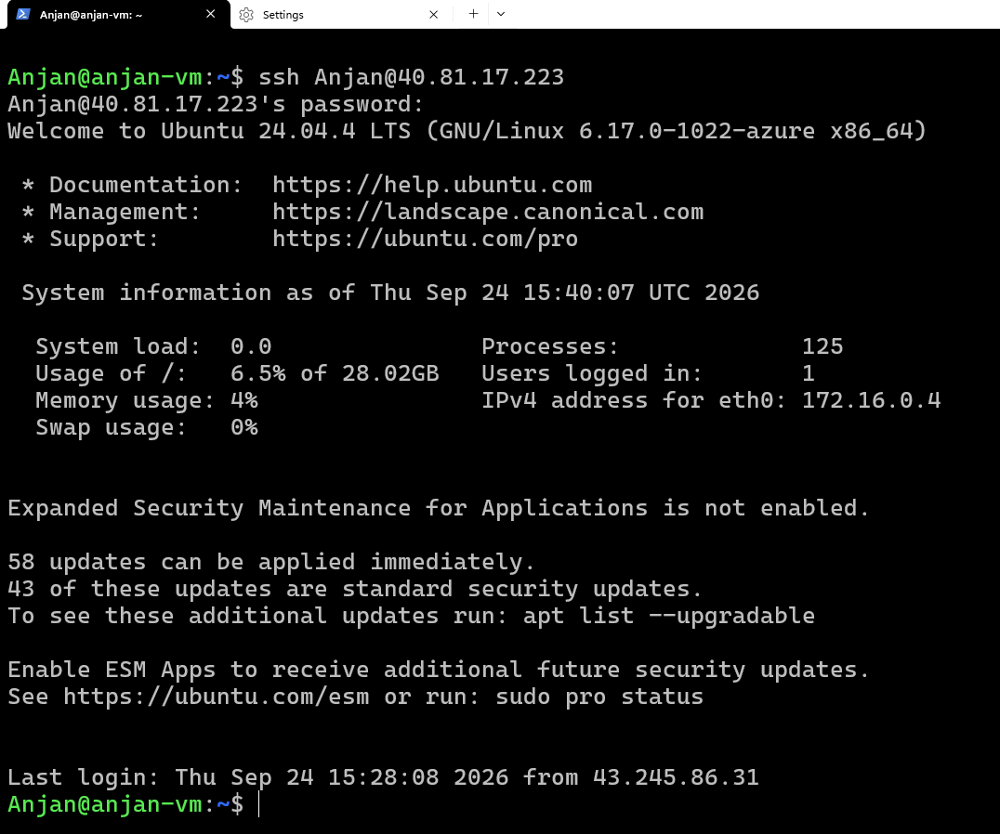 Anjan@anjan-vm: ~
Settings
Anjan@anjan-vm:~$ ssh Anjan@40.81.17.223
Anjan@40.81.17.223's password:
Welcome to Ubuntu 24.04.4 LTS (GNU/Linux 6.17.0-1022-azure x86_64)
* Documentation:  https://help.ubuntu.com
* Management:     https://landscape.canonical.com
* Support:        https://ubuntu.com/pro
System information as of Thu Sep 24 15:40:07 UTC 2026
System load:  0.0                Processes:             125
Usage of /:   6.5% of 28.02GB   Users logged in:       1
Memory usage: 4%                IPv4 address for eth0: 172.16.0.4
Swap usage:   0%
Expanded Security Maintenance for Applications is not enabled.
58 updates can be applied immediately.
43 of these updates are standard security updates.
To see these additional updates run: apt list --upgradable
Enable ESM Apps to receive additional future security updates.
See https://ubuntu.com/esm or run: sudo pro status
Last login: Thu Sep 24 15:28:08 2026 from 43.245.86.31
Anjan@anjan-vm:~$